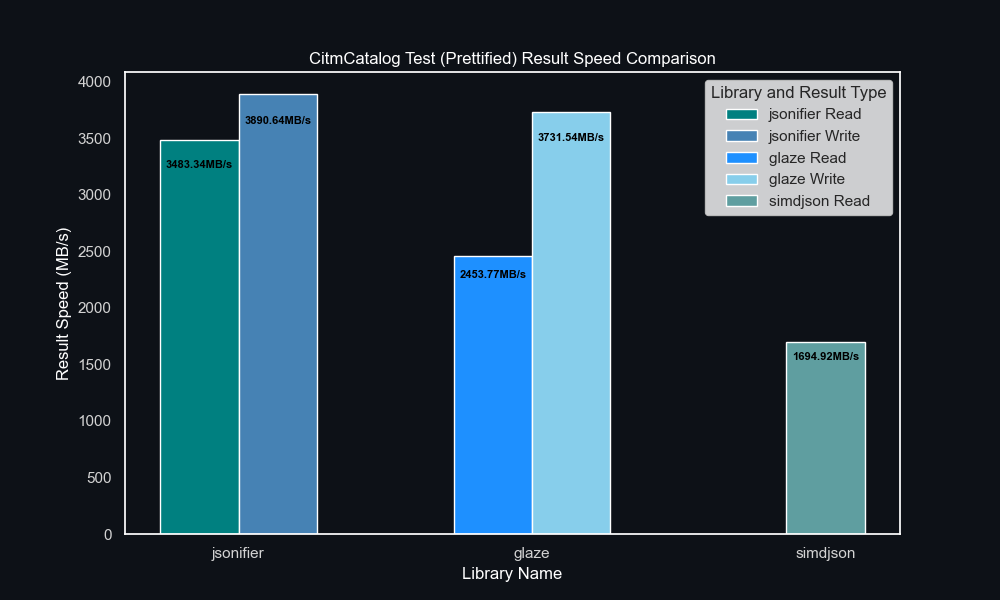 CitmCatalog Test (Prettified) Result Speed Comparison
Library and Result Type
jsonifier Read
jsonifier Write
glaze Read
glaze Write
simdjson Read
Result Speed (MB/s)
4000
3500
3000
2500
2000
1500
1000
500
0
3483.34MB/s
3890.64MB/s
2453.77MB/s
3731.54MB/s
1694.92MB/s
jsonifier
glaze
simdjson
Library Name